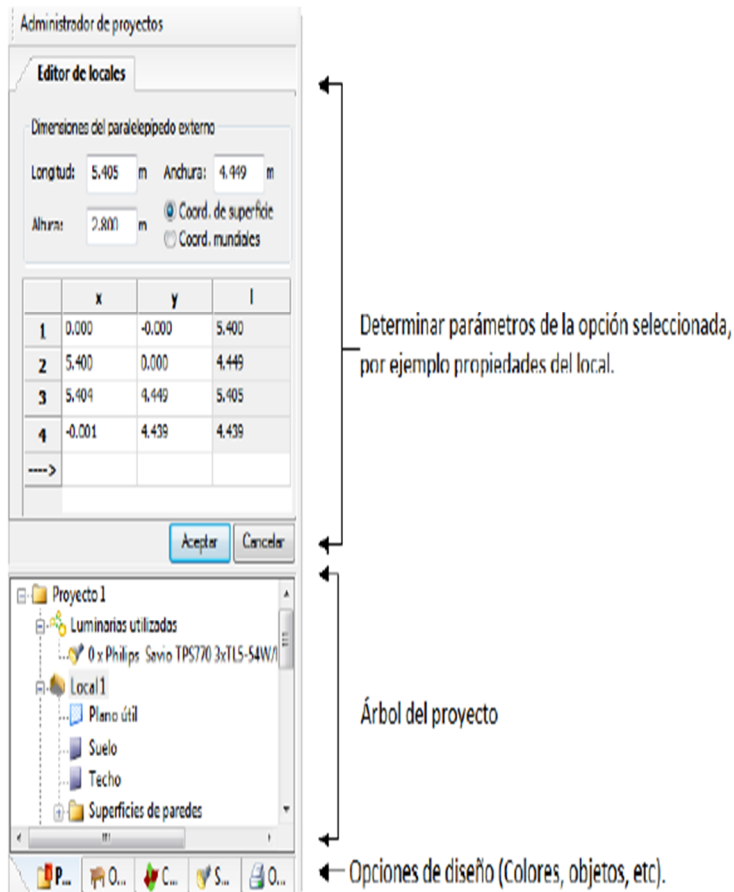 Administrador de proyectos
Editor de locales
Dimensiones del paralelepípedo externo
Longitud: 5.405 m Anchura: 4.449 m
Altura: 2.800 m
Coord. de superficie
Coord. mundiales
x y l
1 0.000 -0.000 5.400
2 5.400 0.000 4.449
3 5.404 4.449 5.405
4 -0.001 4.439 4.439
---->
Aceptar Cancelar
Determinar parámetros de la opción seleccionada,
por ejemplo propiedades del local.
Proyecto 1
Luminarias utilizadas
0 x Philips Savio TPS770 3xTL5-54W/
Local 1
Plano útil
Suelo
Techo
Superficies de paredes
Árbol del proyecto
P... O... C... S... O...
Opciones de diseño (Colores, objetos, etc).